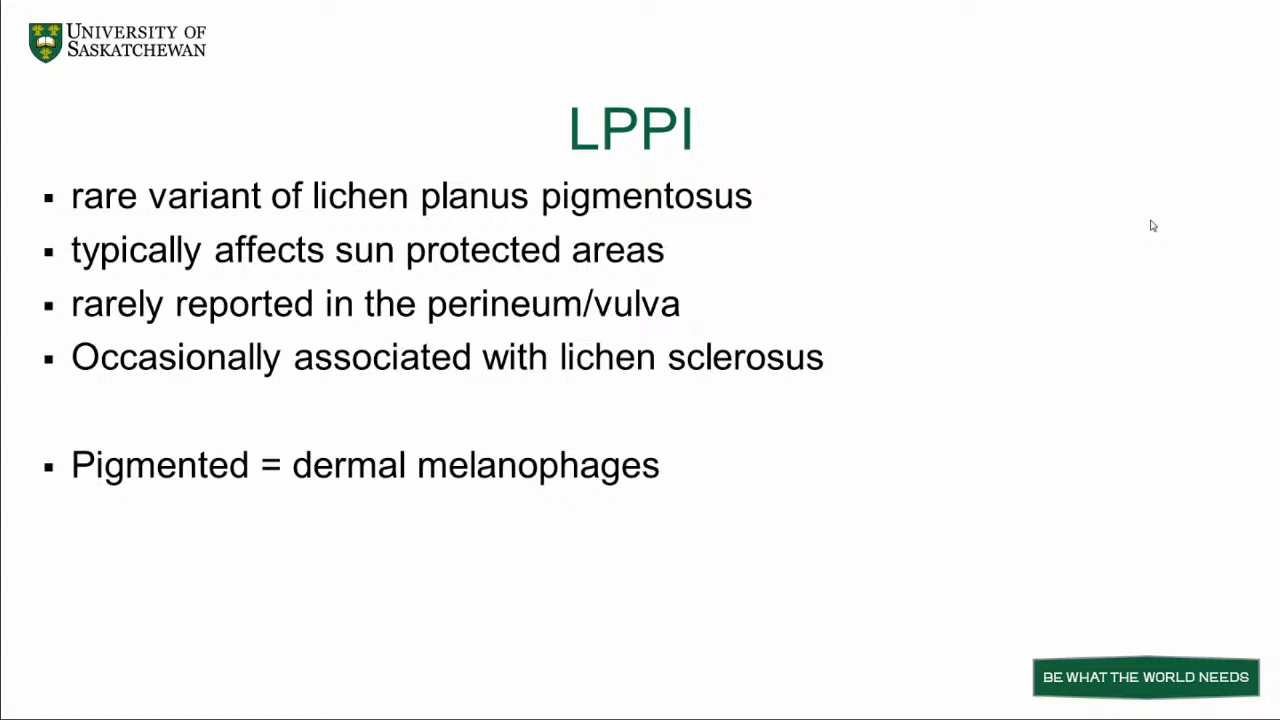 UNIVERSITY OF
SASKATCHEWAN
LPPI
▪ rare variant of lichen planus pigmentosus
▪ typically affects sun protected areas
▪ rarely reported in the perineum/vulva
▪ Occasionally associated with lichen sclerosus
▪ Pigmented = dermal melanophages
BE WHAT THE WORLD NEEDS